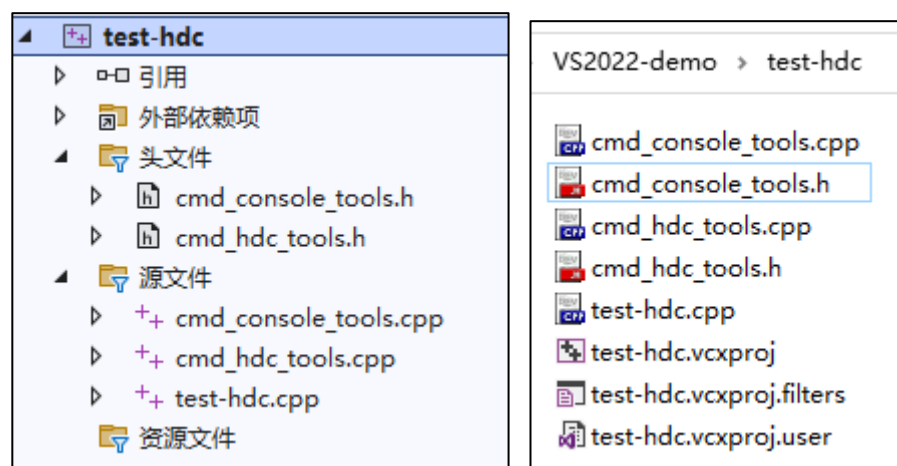 test-hdc
引用
外部依赖项
头文件
cmd_console_tools.h
cmd_hdc_tools.h
源文件
cmd_console_tools.cpp
cmd_hdc_tools.cpp
test-hdc.cpp
资源文件
VS2022-demo > test-hdc
cmd_console_tools.cpp
cmd_console_tools.h
cmd_hdc_tools.cpp
cmd_hdc_tools.h
test-hdc.cpp
test-hdc.vcxproj
test-hdc.vcxproj.filters
test-hdc.vcxproj.user